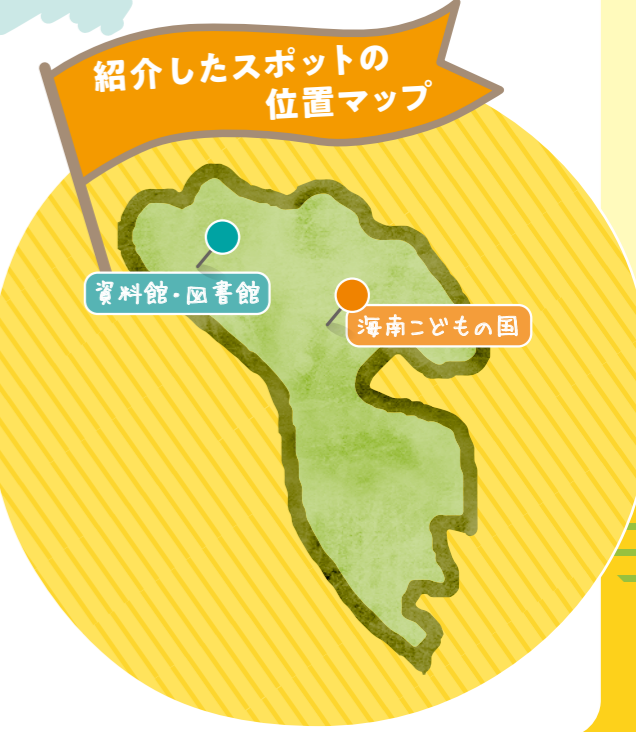 紹介したスポットの
位置マップ
資料館・図書館
海南こどもの国